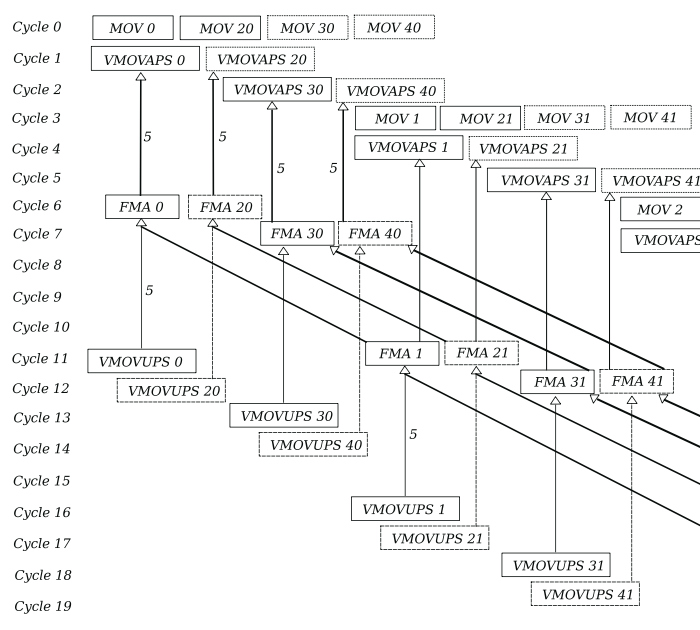 Cycle 0 MOV 0 MOV 20 MOV 30 MOV 40
Cycle 1 VMOVAPS 0 VMOVAPS 20
Cycle 2 VMOVAPS 30 VMOVAPS 40
Cycle 3 MOV 1 MOV 21 MOV 31 MOV 41
5 5
Cycle 4 VMOVAPS 1 VMOVAPS 21
5 5
Cycle 5 VMOVAPS 31 VMOVAPS 41
Cycle 6 FMA 0 FMA 20 MOV 2
Cycle 7 FMA 30 FMA 40 VMOVAPS
Cycle 8
Cycle 9 5
Cycle 10
Cycle 11 VMOVUPS 0 FMA 1 FMA 21
Cycle 12 VMOVUPS 20 FMA 31 FMA 41
Cycle 13 VMOVUPS 30
Cycle 14 VMOVUPS 40 5
Cycle 15
Cycle 16 VMOVUPS 1
Cycle 17 VMOVUPS 21
Cycle 18 VMOVUPS 31
Cycle 19 VMOVUPS 41